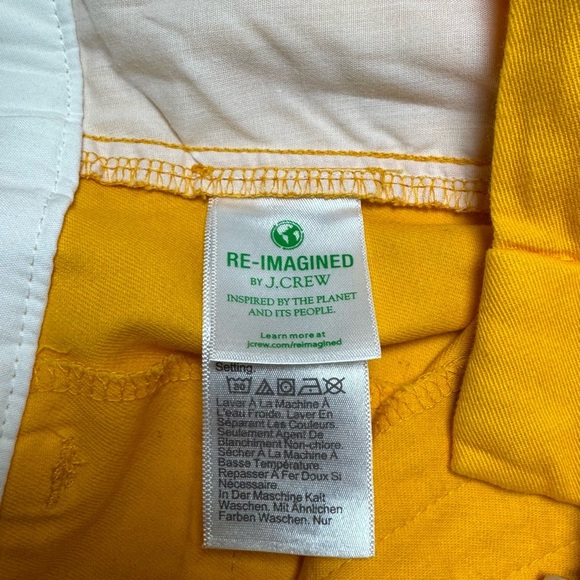 RE-IMAGINED
BY J.CREW
INSPIRED BY THE PLANET
AND ITS PEOPLE.
Learn more at
jcrew.com/reimagined
Setting.
30
Laver À La Machine À
L'eau Froide. Laver En
Séparant Les Couleurs.
Seulement Agent De
Blanchiment Non-chlore.
Sécher À La Machine À
Basse Température.
Repasser À Fer Doux Si
Nécessaire.
In Der Maschine Kalt
Waschen. Mit Ähnlichen
Farben Waschen. Nur